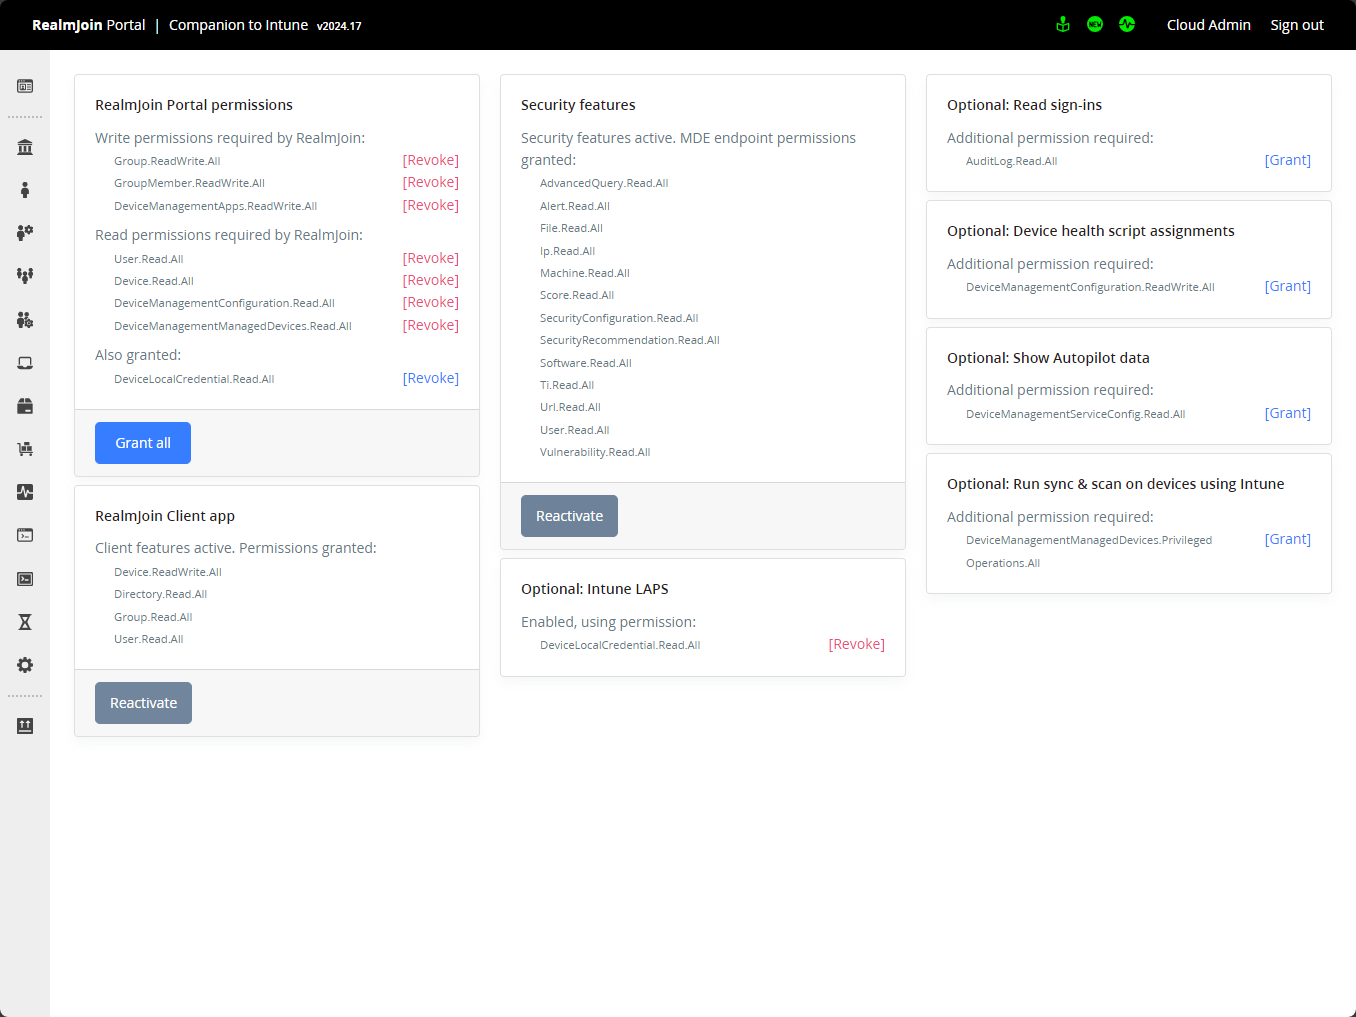 RealmJoin Portal | Companion to Intune v2024.17
NEW
Cloud Admin
Sign out
RealmJoin Portal permissions
Write permissions required by RealmJoin:
Group.ReadWrite.All [Revoke]
GroupMember.ReadWrite.All [Revoke]
DeviceManagementApps.ReadWrite.All [Revoke]
Read permissions required by RealmJoin:
User.Read.All [Revoke]
Device.Read.All [Revoke]
DeviceManagementConfiguration.Read.All [Revoke]
DeviceManagementManagedDevices.Read.All [Revoke]
Also granted:
DeviceLocalCredential.Read.All [Revoke]
Grant all
RealmJoin Client app
Client features active. Permissions granted:
Device.ReadWrite.All
Directory.Read.All
Group.Read.All
User.Read.All
Reactivate
Security features
Security features active. MDE endpoint permissions
granted:
AdvancedQuery.Read.All
Alert.Read.All
File.Read.All
Ip.Read.All
Machine.Read.All
Score.Read.All
SecurityConfiguration.Read.All
SecurityRecommendation.Read.All
Software.Read.All
Ti.Read.All
Url.Read.All
User.Read.All
Vulnerability.Read.All
Reactivate
Optional: Intune LAPS
Enabled, using permission:
DeviceLocalCredential.Read.All [Revoke]
Optional: Read sign-ins
Additional permission required:
AuditLog.Read.All [Grant]
Optional: Device health script assignments
Additional permission required:
DeviceManagementConfiguration.ReadWrite.All [Grant]
Optional: Show Autopilot data
Additional permission required:
DeviceManagementServiceConfig.Read.All [Grant]
Optional: Run sync & scan on devices using Intune
Additional permission required:
DeviceManagementManagedDevices.Privileged [Grant]
Operations.All